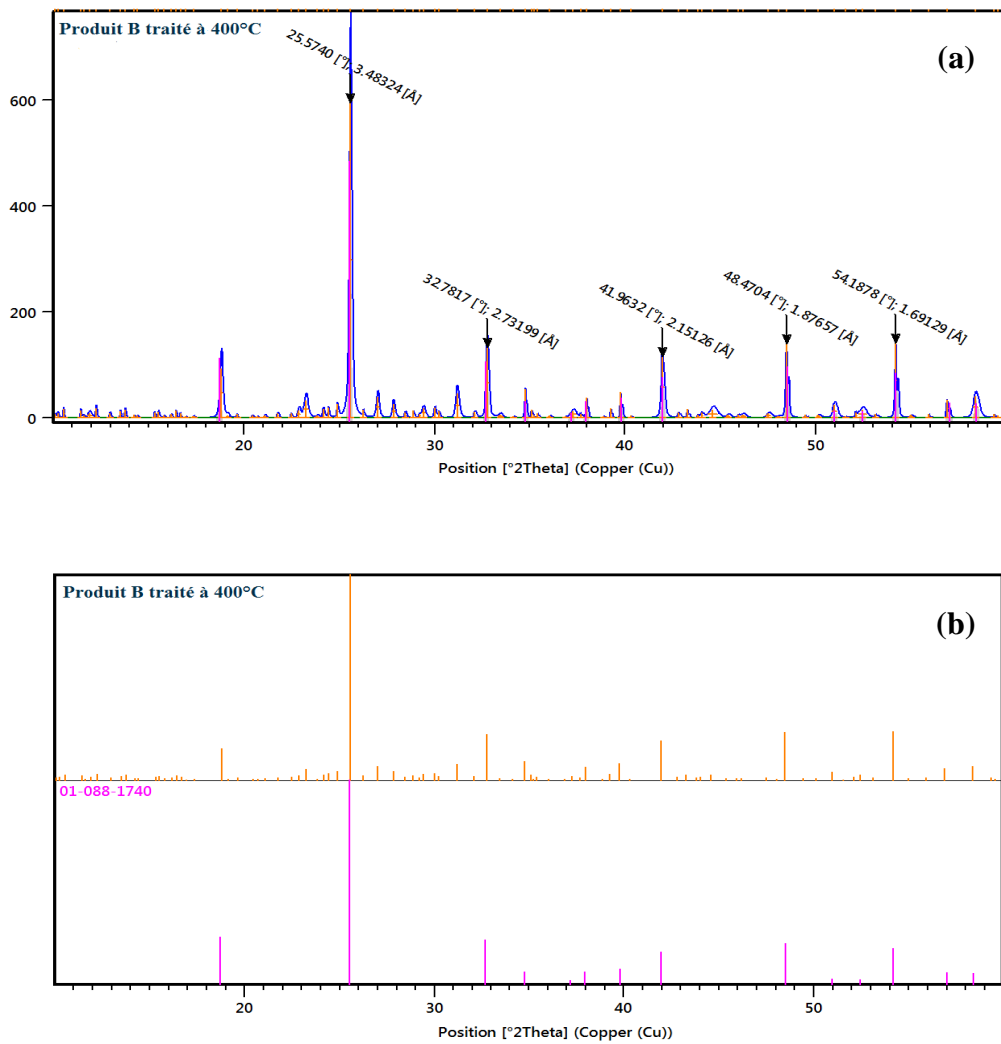 Produit B traité à 400°C
(a)
25.5740 [°]; 3.48324 [Å]
32.7817 [°]; 2.73199 [Å]
41.9632 [°]; 2.15126 [Å]
48.4704 [°]; 1.87657 [Å]
54.1878 [°]; 1.69129 [Å]
600
400
200
0
20 30 40 50
Position [°2Theta] (Copper (Cu))
Produit B traité à 400°C
(b)
01-088-1740
20 30 40 50
Position [°2Theta] (Copper (Cu))